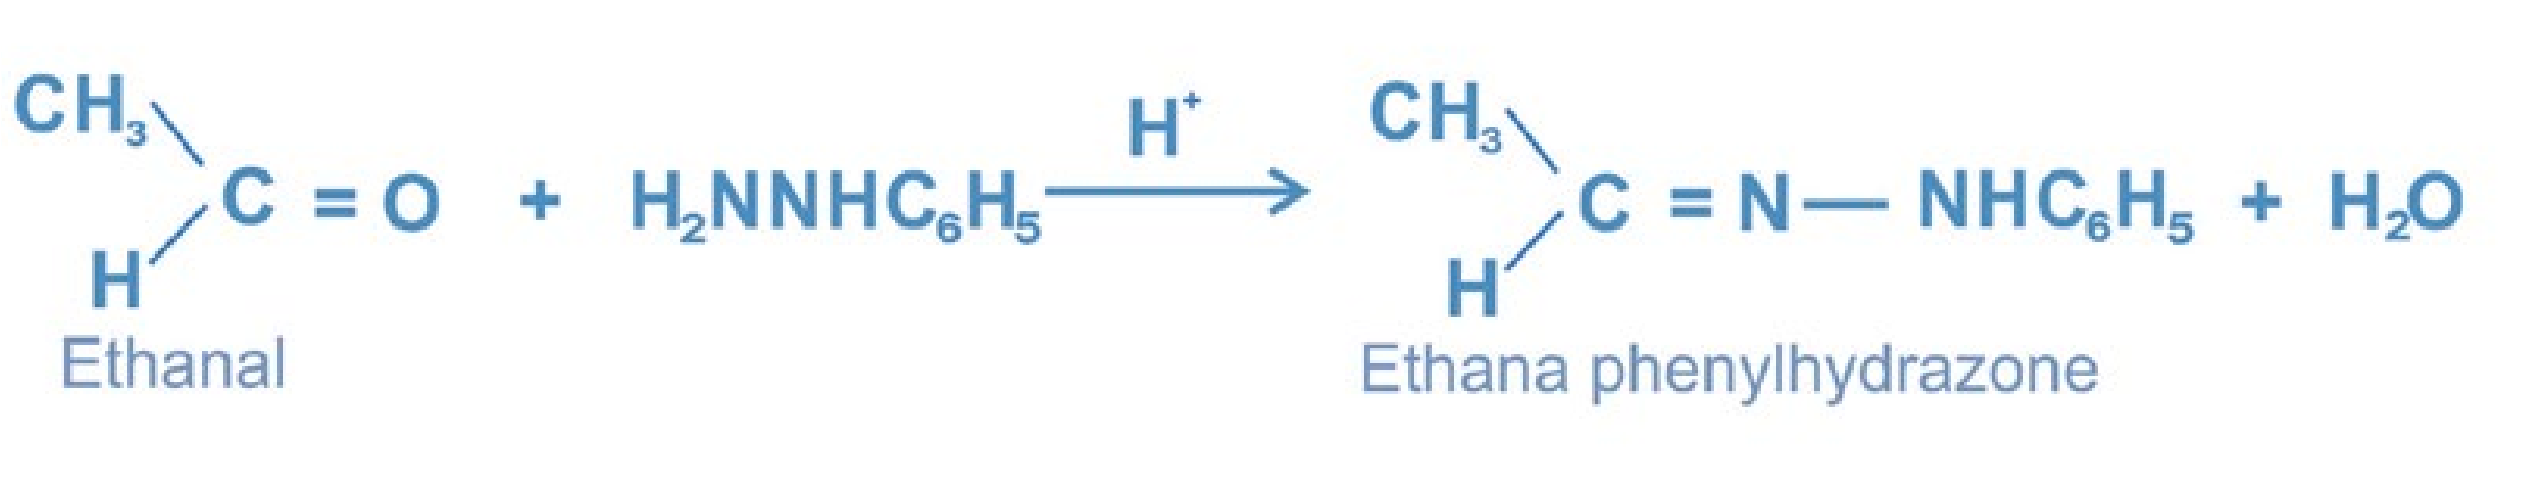 CH₃ CH₃
H⁺
C = O + H₂NNHC₆H₅ C = N — NHC₆H₅ + H₂O
H H
Ethanal Ethana phenylhydrazone